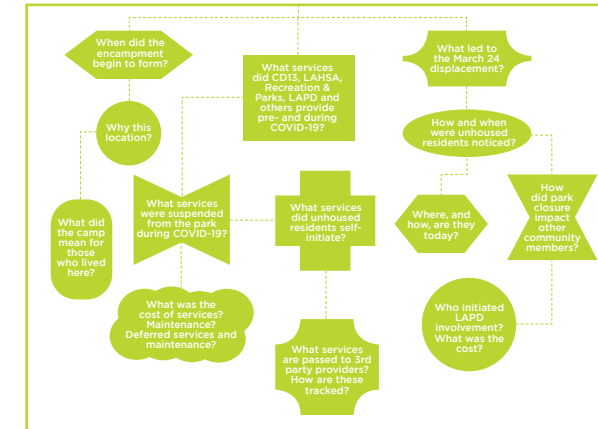 When did the
encampment
begin to form?
What services
did CD13, LAHSA,
Recreation &
Parks, LAPD and
others provide
pre- and during
COVID-19?
What led to
the March 24
displacement?
Why this
location?
How and when
were unhoused
residents noticed?
What did
the camp
mean for
those
who lived
here?
What services
were suspended
from the park
during COVID-19?
What services
did unhoused
residents self-
initiate?
Where, and
how, are they
today?
How
did park
closure
impact
other
community
members?
What was the
cost of services?
Maintenance?
Deferred services and
maintenance?
What services
are passed to 3rd
party providers?
How are these
tracked?
Who initiated
LAPD
involvement?
What was the
cost?